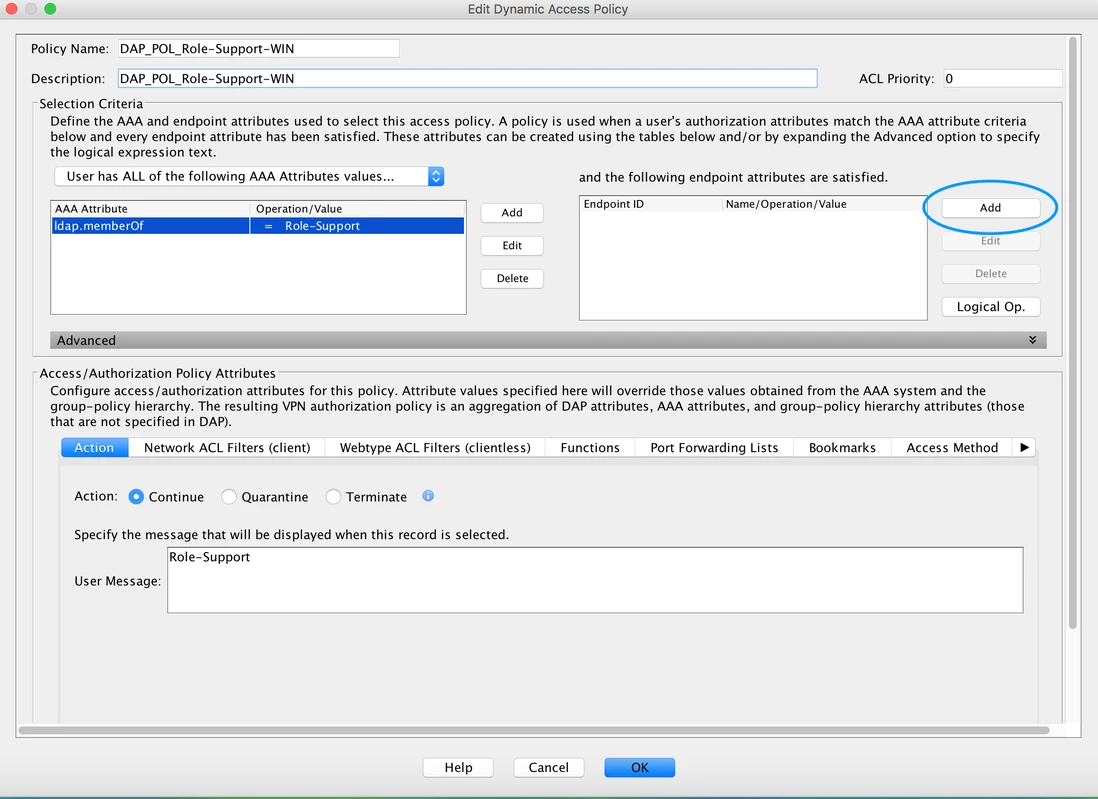 Edit Dynamic Access Policy
Policy Name: DAP_POL_Role-Support-WIN
Description: DAP_POL_Role-Support-WIN ACL Priority: 0
Selection Criteria
Define the AAA and endpoint attributes used to select this access policy. A policy is used when a user's authorization attributes match the AAA attribute criteria
below and every endpoint attribute has been satisfied. These attributes can be created using the tables below and/or by expanding the Advanced option to specify
the logical expression text.
User has ALL of the following AAA Attributes values...
and the following endpoint attributes are satisfied.
AAA Attribute Operation/Value
ldap.memberOf = Role-Support
Add
Edit
Delete
Endpoint ID Name/Operation/Value
Add
Edit
Delete
Logical Op.
Advanced
Access/Authorization Policy Attributes
Configure access/authorization attributes for this policy. Attribute values specified here will override those values obtained from the AAA system and the
group-policy hierarchy. The resulting VPN authorization policy is an aggregation of DAP attributes, AAA attributes, and group-policy hierarchy attributes (those
that are not specified in DAP).
Action Network ACL Filters (client) Webtype ACL Filters (clientless) Functions Port Forwarding Lists Bookmarks Access Method
Action: Continue Quarantine Terminate
Specify the message that will be displayed when this record is selected.
User Message: Role-Support
Help Cancel OK